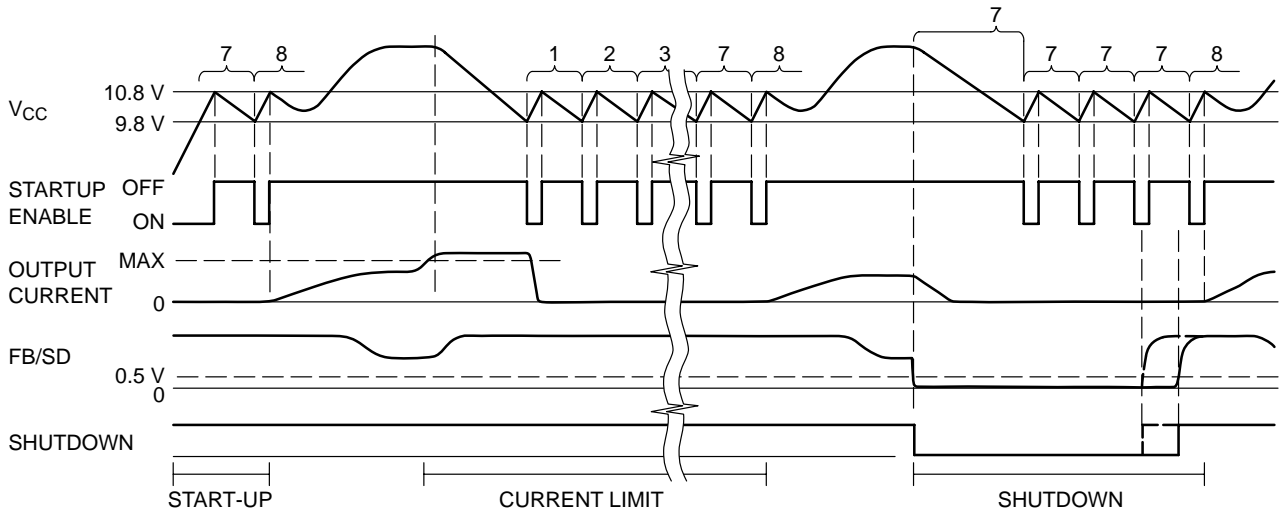 7
7 8 1 2 3 7 8 7 7 7 8
10.8 V
V_CC
9.8 V
STARTUP
ENABLE
OFF
ON
OUTPUT
CURRENT
MAX
0
FB/SD
0.5 V
0
SHUTDOWN
START-UP CURRENT LIMIT SHUTDOWN